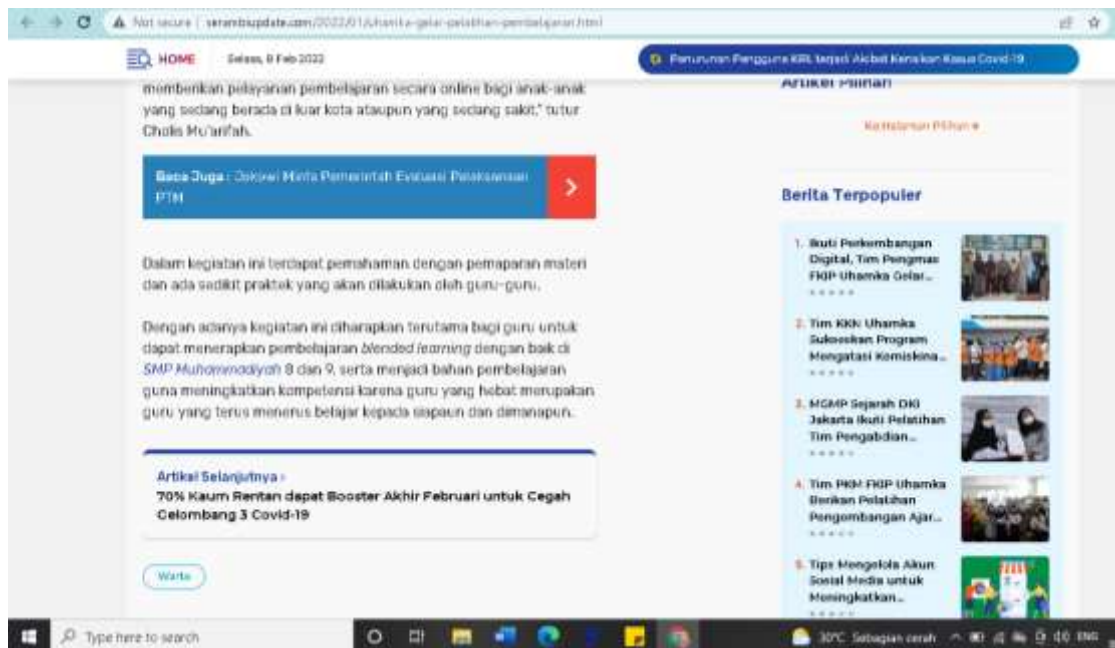 Not secure | serambiupdate.com/2022/01/uhamka-gelar-pelatihan-pembelajaran.html
HOME
Selasa, 8 Feb 2022
Penurunan Pengguna KRL terjadi Akibat Kenaikan Kasus Covid-19
memberikan pelayanan pembelajaran secara online bagi anak-anak
yang sedang berada di luar kota ataupun yang sedang sakit," tutur
Cholis Mu'arifah.
Baca Juga : Jokowi Minta Pemerintah Evaluasi Pelaksanaan
PTM
Dalam kegiatan ini terdapat pemahaman dengan pemaparan materi
dan ada sedikit praktek yang akan dilakukan oleh guru-guru.
Dengan adanya kegiatan ini diharapkan terutama bagi guru untuk
dapat menerapkan pembelajaran blended learning dengan baik di
SMP Muhammadiyah 8 dan 9, serta menjadi bahan pembelajaran
guna meningkatkan kompetensi karena guru yang hebat merupakan
guru yang terus menerus belajar kepada siapaun dan dimanapun.
Artikel Selanjutnya ›
70% Kaum Rentan dapat Booster Akhir Februari untuk Cegah
Gelombang 3 Covid-19
Warta
Artikel Pilihan
Ke Halaman Pilihan
Berita Terpopuler
1. Ikuti Perkembangan
Digital, Tim Pengmas
FKIP Uhamka Gelar...
2. Tim KKN Uhamka
Sukseskan Program
Mengatasi Kemiskina...
3. MGMP Sejarah DKI
Jakarta Ikuti Pelatihan
Tim Pengabdian...
4. Tim PKM FKIP Uhamka
Berikan Pelatihan
Pengembangan Ajar...
5. Tips Mengelola Akun
Sosial Media untuk
Meningkatkan...
Type here to search
30°C Sebagian cerah
ENG